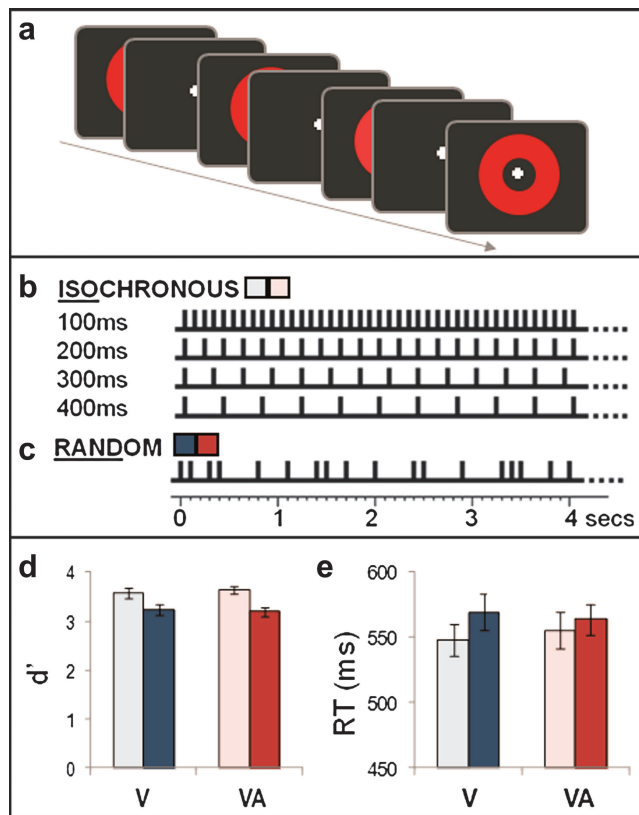 a
b ISOCHRONOUS
100ms
200ms
300ms
400ms
c RANDOM
0 1 2 3 4 secs
d
4
3
2
1
0
d'
V VA
e
600
550
500
450
RT (ms)
V VA